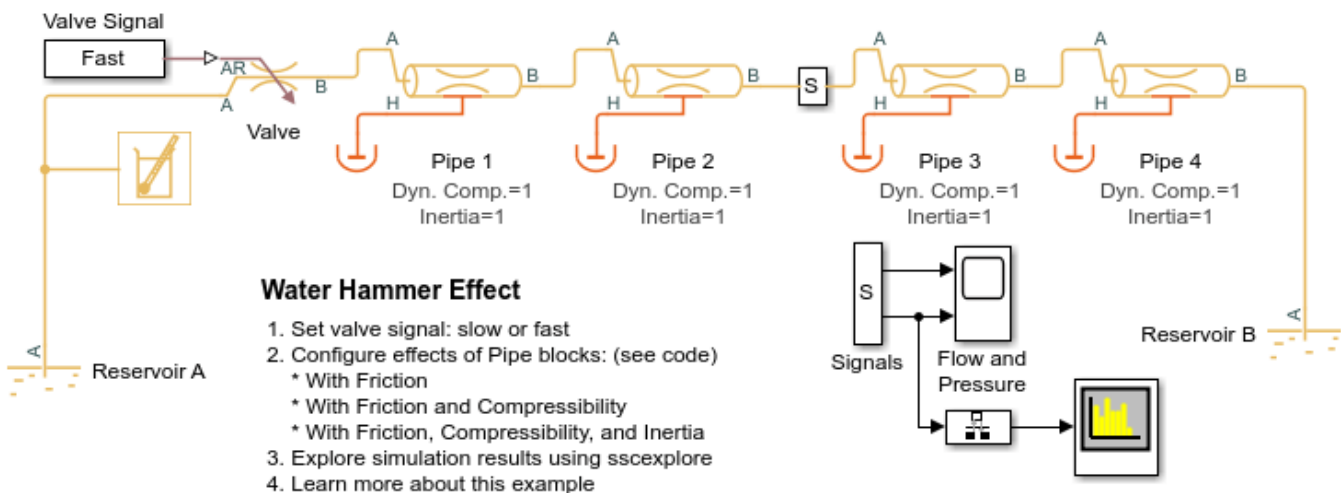 Valve Signal
Fast
AR
A
B
Valve
A
H
B
Pipe 1
Dyn. Comp.=1
Inertia=1
A
H
B
Pipe 2
Dyn. Comp.=1
Inertia=1
S
A
H
B
Pipe 3
Dyn. Comp.=1
Inertia=1
A
H
B
Pipe 4
Dyn. Comp.=1
Inertia=1
A
Reservoir A
Water Hammer Effect
1. Set valve signal: slow or fast
2. Configure effects of Pipe blocks: (see code)
* With Friction
* With Friction and Compressibility
* With Friction, Compressibility, and Inertia
3. Explore simulation results using sscexplore
4. Learn more about this example
S
Signals
Flow and
Pressure
A
Reservoir B